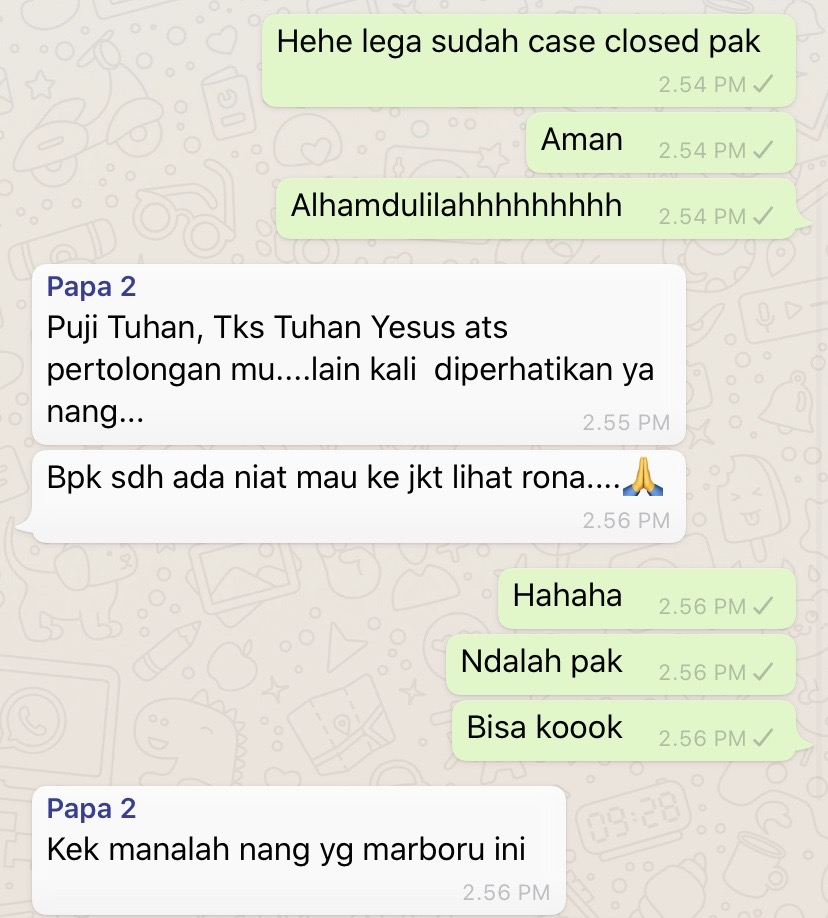 Hehe lega sudah case closed pak
2.54 PM
Aman
2.54 PM
Alhamdulilahhhhhhhhh
2.54 PM
Papa 2
Puji Tuhan, Tks Tuhan Yesus ats
pertolongan mu....lain kali  diperhatikan ya
nang...
2.55 PM
Bpk sdh ada niat mau ke jkt lihat rona....🙏
2.56 PM
Hahaha
2.56 PM
Ndalah pak
2.56 PM
Bisa koook
2.56 PM
Papa 2
Kek manalah nang yg marboru ini
2.56 PM
09:28